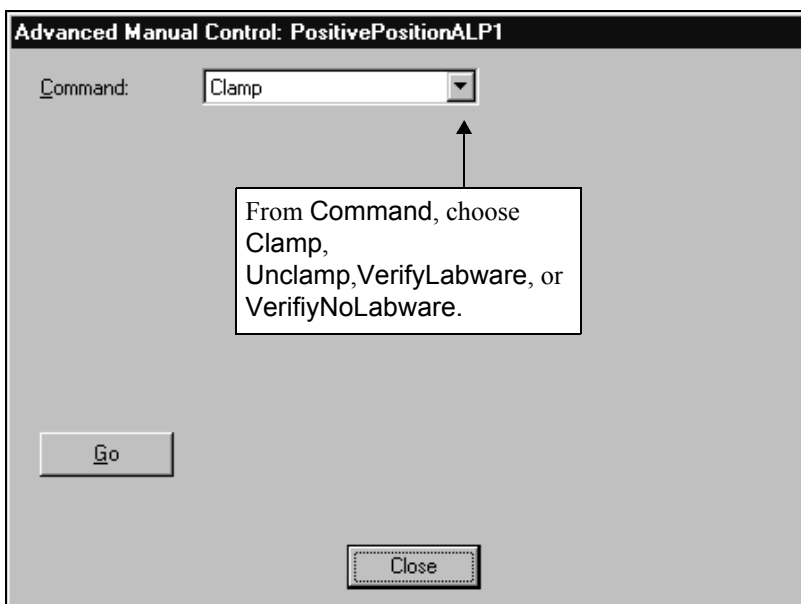 Advanced Manual Control: PositivePositionALP1
Command:
Clamp
From Command, choose
Clamp,
Unclamp,VerifyLabware, or
VerifiyNoLabware.
Go
Close